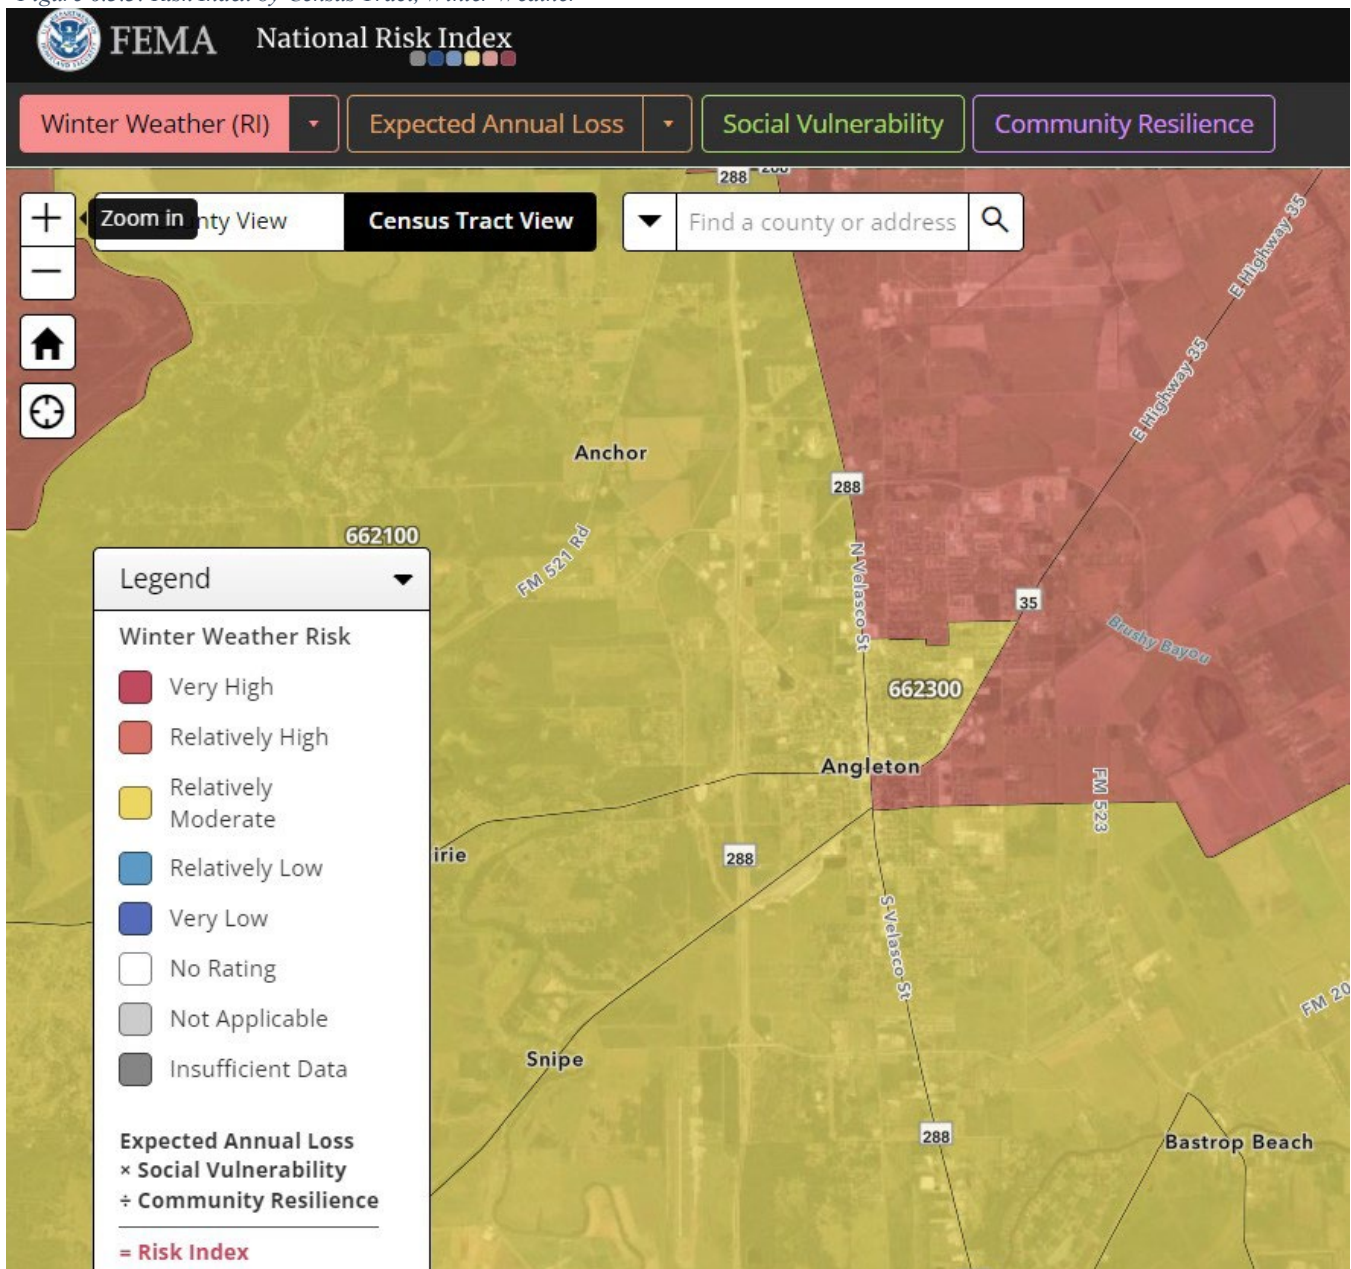 FEMA National Risk Index
Winter Weather (RI)
Expected Annual Loss
Social Vulnerability
Community Resilience
288
Zoom in
nty View
Census Tract View
Find a county or address
E Highway 35
E Highway 35
Anchor
288
662100
FM 521 Rd
N Velasco St
35
Brushy Bayou
662300
Angleton
FM 523
irie
288
S Velasco St
FM 20
Snipe
288
Bastrop Beach
Legend
Winter Weather Risk
Very High
Relatively High
Relatively
Moderate
Relatively Low
Very Low
No Rating
Not Applicable
Insufficient Data
Expected Annual Loss
× Social Vulnerability
÷ Community Resilience
= Risk Index